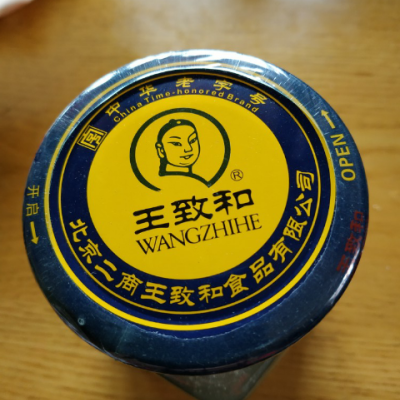 中华老字号
China Time-honored Brand
®
王致和
WANGZHIHE
北京二商王致和食品有限公司
开启→
OPEN→